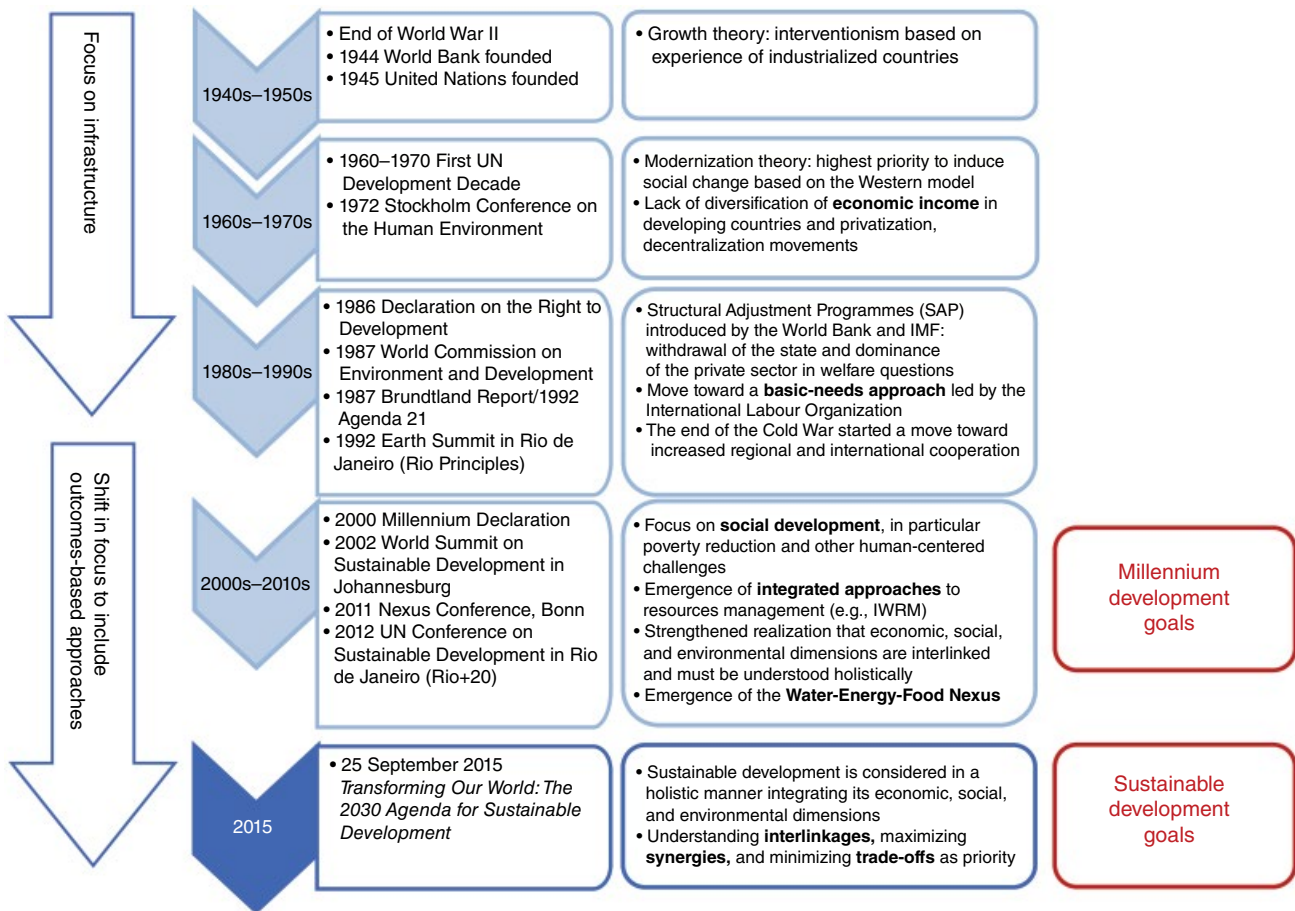 Focus on infrastructure
1940s–1950s
• End of World War II
• 1944 World Bank founded
• 1945 United Nations founded
• Growth theory: interventionism based on
experience of industrialized countries
1960s–1970s
• 1960–1970 First UN
Development Decade
• 1972 Stockholm Conference on
the Human Environment
• Modernization theory: highest priority to induce
social change based on the Western model
• Lack of diversification of economic income in
developing countries and privatization,
decentralization movements
1980s–1990s
• 1986 Declaration on the Right to
Development
• 1987 World Commission on
Environment and Development
• 1987 Brundtland Report/1992
Agenda 21
• 1992 Earth Summit in Rio de
Janeiro (Rio Principles)
• Structural Adjustment Programmes (SAP)
introduced by the World Bank and IMF:
withdrawal of the state and dominance
of the private sector in welfare questions
• Move toward a basic-needs approach led by the
International Labour Organization
• The end of the Cold War started a move toward
increased regional and international cooperation
Shift in focus to include
outcomes-based approaches
2000s–2010s
• 2000 Millennium Declaration
• 2002 World Summit on
Sustainable Development in
Johannesburg
• 2011 Nexus Conference, Bonn
• 2012 UN Conference on
Sustainable Development in Rio
de Janeiro (Rio+20)
• Focus on social development, in particular
poverty reduction and other human-centered
challenges
• Emergence of integrated approaches to
resources management (e.g., IWRM)
• Strengthened realization that economic, social,
and environmental dimensions are interlinked
and must be understood holistically
• Emergence of the Water-Energy-Food Nexus
Millennium
development
goals
2015
• 25 September 2015
Transforming Our World: The
2030 Agenda for Sustainable
Development
• Sustainable development is considered in a
holistic manner integrating its economic, social,
and environmental dimensions
• Understanding interlinkages, maximizing
synergies, and minimizing trade-offs as priority
Sustainable
development
goals